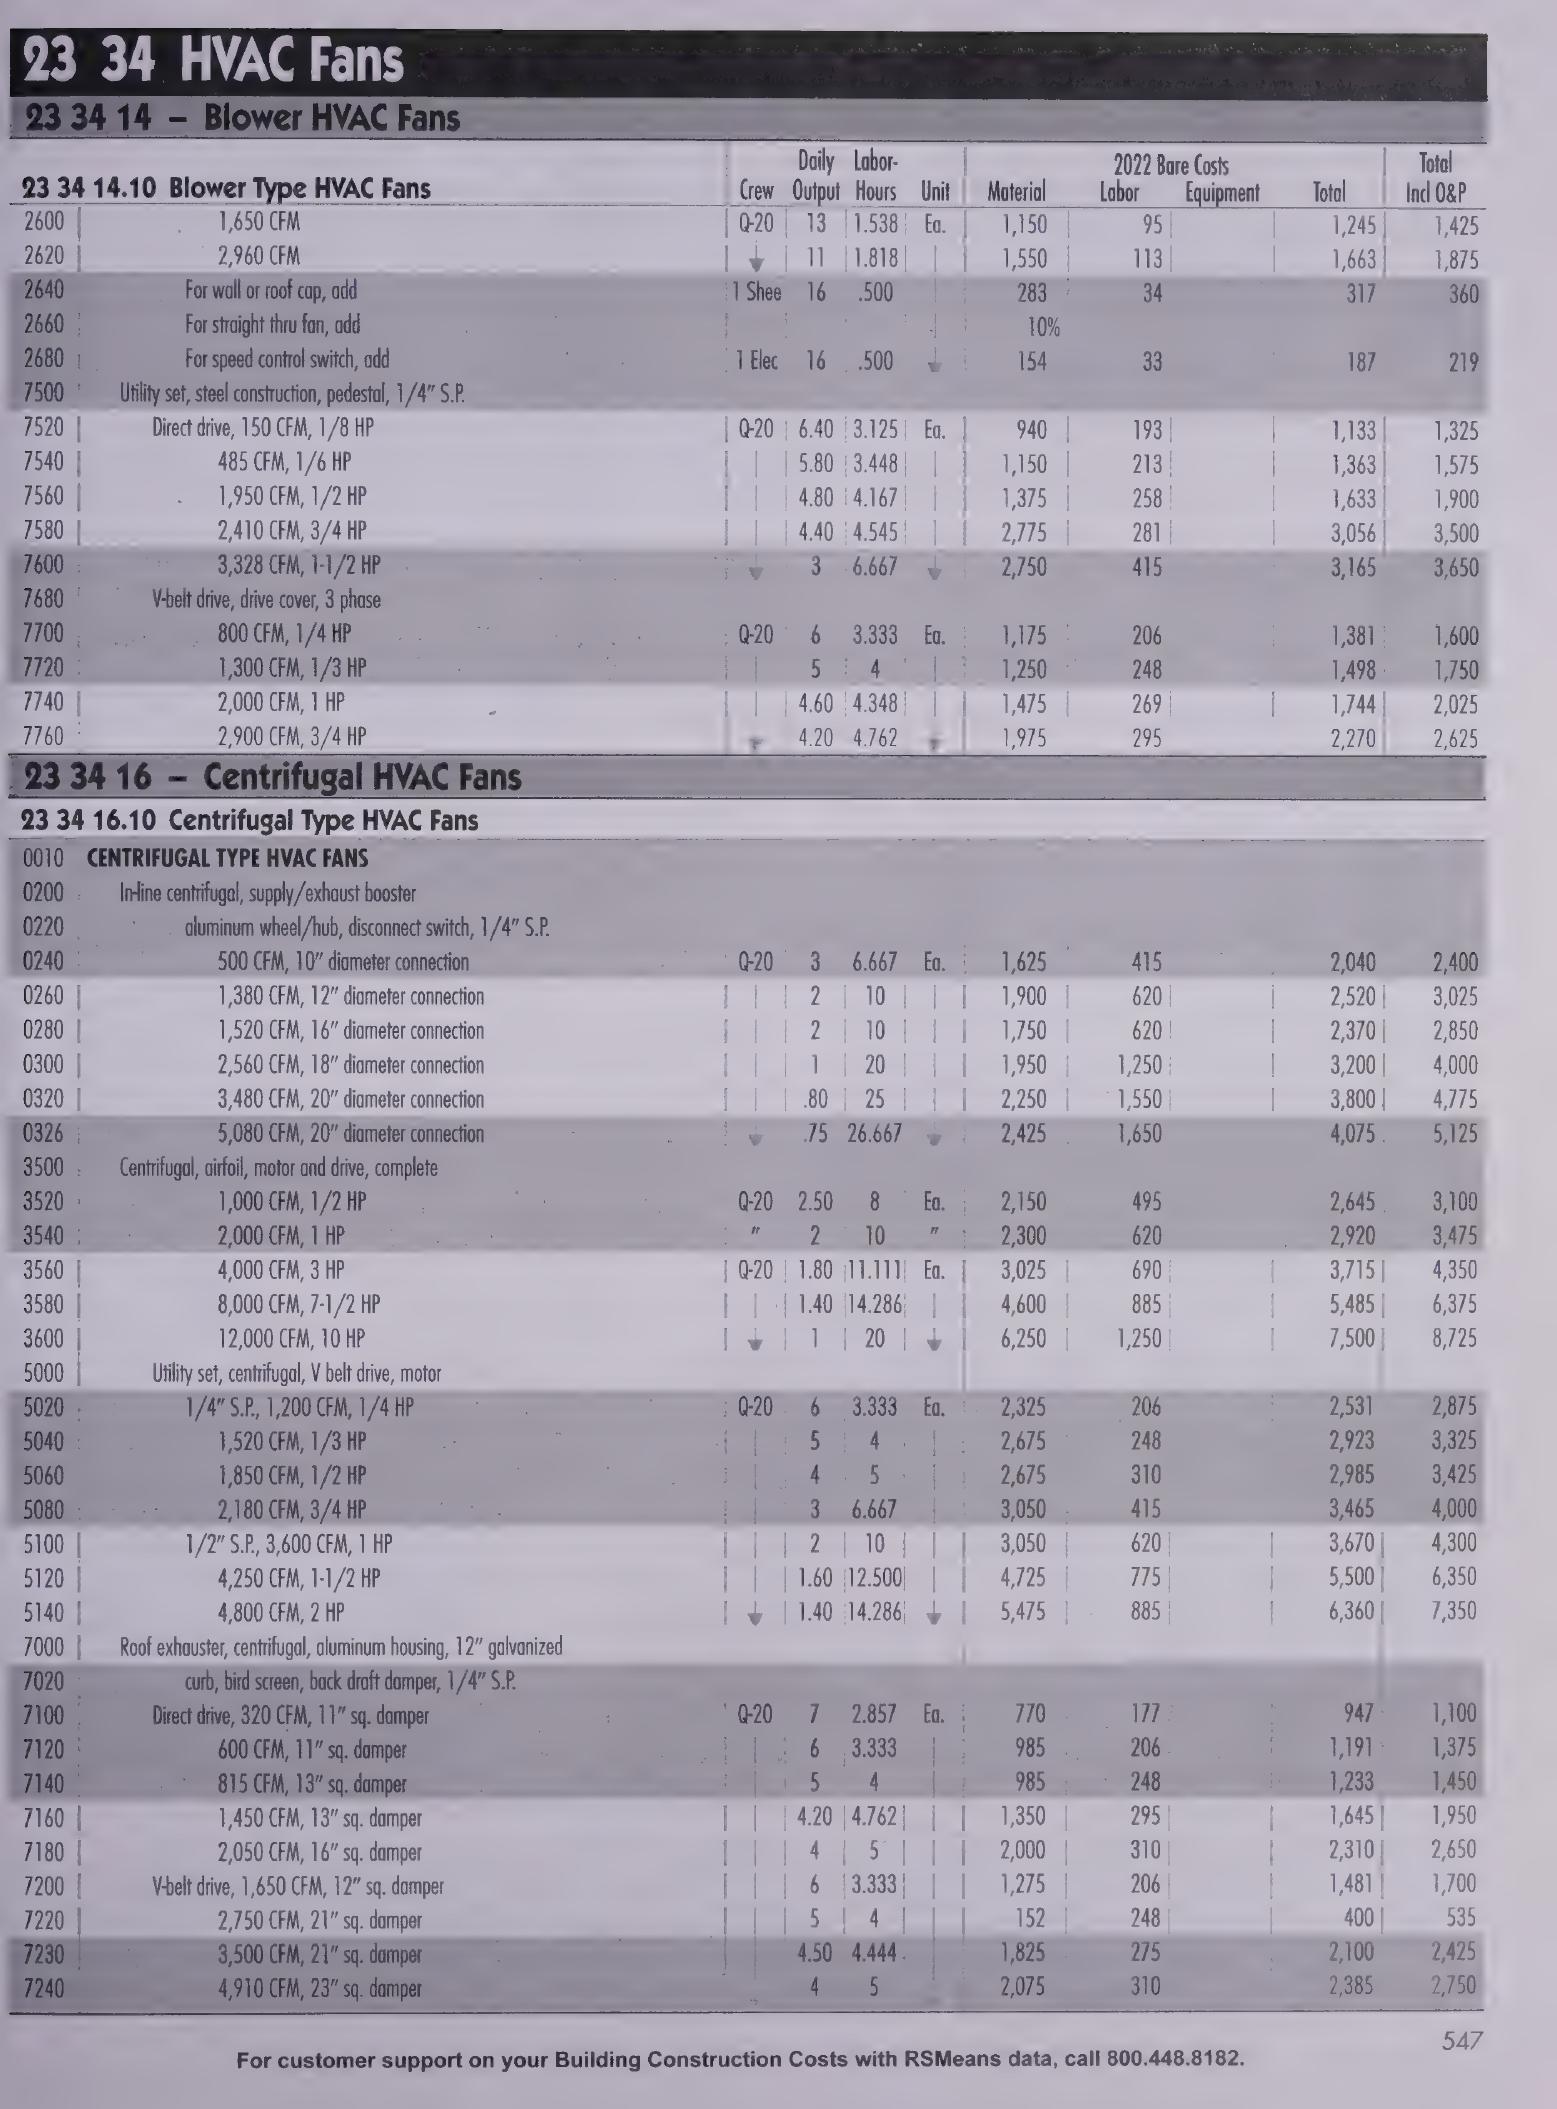 23 34 HVAC Fans
23 34 14 – Blower HVAC Fans
Daily Labor- 2022 Bare Costs Total
23 34 14.10 Blower Type HVAC Fans Crew Output Hours Unit Material Labor Equipment Total Incl O&P
2600 1,650 CFM Q-20 13 1.538 Ea. 1,150 95 1,245 1,425
2620 2,960 CFM 11 1.818 1,550 113 1,663 1,875
2640 For wall or roof cap, add 1 Shee 16 .500 283 34 317 360
2660 For straight thru fan, add 10%
2680 For speed control switch, add 1 Elec 16 .500 154 33 187 219
7500 Utility set, steel construction, pedestal, 1/4" S.P.
7520 Direct drive, 150 CFM, 1/8 HP Q-20 6.40 3.125 Ea. 940 193 1,133 1,325
7540 485 CFM, 1/6 HP 5.80 3.448 1,150 213 1,363 1,575
7560 1,950 CFM, 1/2 HP 4.80 4.167 1,375 258 1,633 1,900
7580 2,410 CFM, 3/4 HP 4.40 4.545 2,775 281 3,056 3,500
7600 3,328 CFM, 1-1/2 HP 3 6.667 2,750 415 3,165 3,650
7680 V-belt drive, drive cover, 3 phase
7700 800 CFM, 1/4 HP Q-20 6 3.333 Ea. 1,175 206 1,381 1,600
7720 1,300 CFM, 1/3 HP 5 4 1,250 248 1,498 1,750
7740 2,000 CFM, 1 HP 4.60 4.348 1,475 269 1,744 2,025
7760 2,900 CFM, 3/4 HP 4.20 4.762 1,975 295 2,270 2,625
23 34 16 – Centrifugal HVAC Fans
23 34 16.10 Centrifugal Type HVAC Fans
0010 CENTRIFUGAL TYPE HVAC FANS
0200 In-line centrifugal, supply/exhaust booster
0220 aluminum wheel/hub, disconnect switch, 1/4" S.P.
0240 500 CFM, 10" diameter connection Q-20 3 6.667 Ea. 1,625 415 2,040 2,400
0260 1,380 CFM, 12" diameter connection 2 10 1,900 620 2,520 3,025
0280 1,520 CFM, 16" diameter connection 2 10 1,750 620 2,370 2,850
0300 2,560 CFM, 18" diameter connection 1 20 1,950 1,250 3,200 4,000
0320 3,480 CFM, 20" diameter connection .80 25 2,250 1,550 3,800 4,775
0326 5,080 CFM, 20" diameter connection .75 26.667 2,425 1,650 4,075 5,125
3500 Centrifugal, airfoil, motor and drive, complete
3520 1,000 CFM, 1/2 HP Q-20 2.50 8 Ea. 2,150 495 2,645 3,100
3540 2,000 CFM, 1 HP " 2 10 " 2,300 620 2,920 3,475
3560 4,000 CFM, 3 HP Q-20 1.80 11.111 Ea. 3,025 690 3,715 4,350
3580 8,000 CFM, 7-1/2 HP 1.40 14.286 4,600 885 5,485 6,375
3600 12,000 CFM, 10 HP 1 20 6,250 1,250 7,500 8,725
5000 Utility set, centrifugal, V belt drive, motor
5020 1/4" S.P., 1,200 CFM, 1/4 HP Q-20 6 3.333 Ea. 2,325 206 2,531 2,875
5040 1,520 CFM, 1/3 HP 5 4 2,675 248 2,923 3,325
5060 1,850 CFM, 1/2 HP 4 5 2,675 310 2,985 3,425
5080 2,180 CFM, 3/4 HP 3 6.667 3,050 415 3,465 4,000
5100 1/2" S.P., 3,600 CFM, 1 HP 2 10 3,050 620 3,670 4,300
5120 4,250 CFM, 1-1/2 HP 1.60 12.500 4,725 775 5,500 6,350
5140 4,800 CFM, 2 HP 1.40 14.286 5,475 885 6,360 7,350
7000 Roof exhauster, centrifugal, aluminum housing, 12" galvanized
7020 curb, bird screen, back draft damper, 1/4" S.P.
7100 Direct drive, 320 CFM, 11" sq. damper Q-20 7 2.857 Ea. 770 177 947 1,100
7120 600 CFM, 11" sq. damper 6 3.333 985 206 1,191 1,375
7140 815 CFM, 13" sq. damper 5 4 985 248 1,233 1,450
7160 1,450 CFM, 13" sq. damper 4.20 4.762 1,350 295 1,645 1,950
7180 2,050 CFM, 16" sq. damper 4 5 2,000 310 2,310 2,650
7200 V-belt drive, 1,650 CFM, 12" sq. damper 6 3.333 1,275 206 1,481 1,700
7220 2,750 CFM, 21" sq. damper 5 4 152 248 400 535
7230 3,500 CFM, 21" sq. damper 4.50 4.444 1,825 275 2,100 2,425
7240 4,910 CFM, 23" sq. damper 4 5 2,075 310 2,385 2,750
547
For customer support on your Building Construction Costs with RSMeans data, call 800.448.8182.